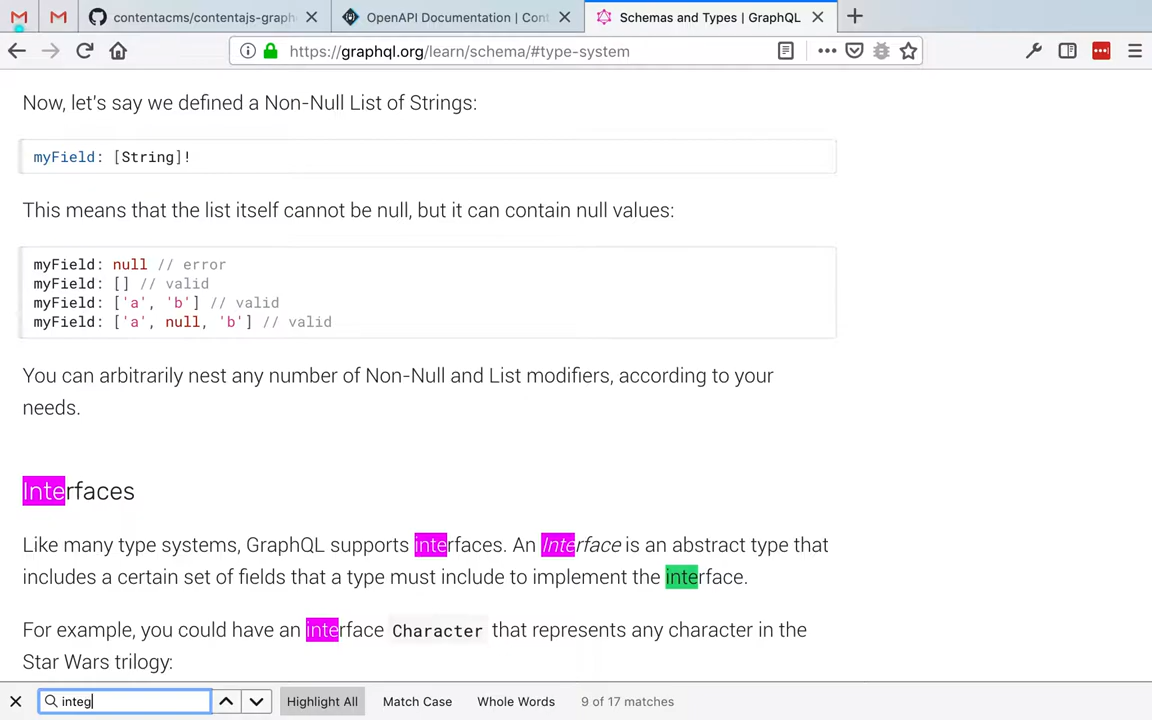 contentacms/contentajs-graph
OpenAPI Documentation | Cont
Schemas and Types | GraphQL
https://graphql.org/learn/schema/#type-system
Now, let's say we defined a Non-Null List of Strings:
myField: [String]!
This means that the list itself cannot be null, but it can contain null values:
myField: null // error
myField: [] // valid
myField: ['a', 'b'] // valid
myField: ['a', null, 'b'] // valid
You can arbitrarily nest any number of Non-Null and List modifiers, according to your
needs.
Interfaces
Like many type systems, GraphQL supports interfaces. An Interface is an abstract type that
includes a certain set of fields that a type must include to implement the interface.
For example, you could have an interface Character that represents any character in the
Star Wars trilogy:
integ
Highlight All
Match Case
Whole Words
9 of 17 matches